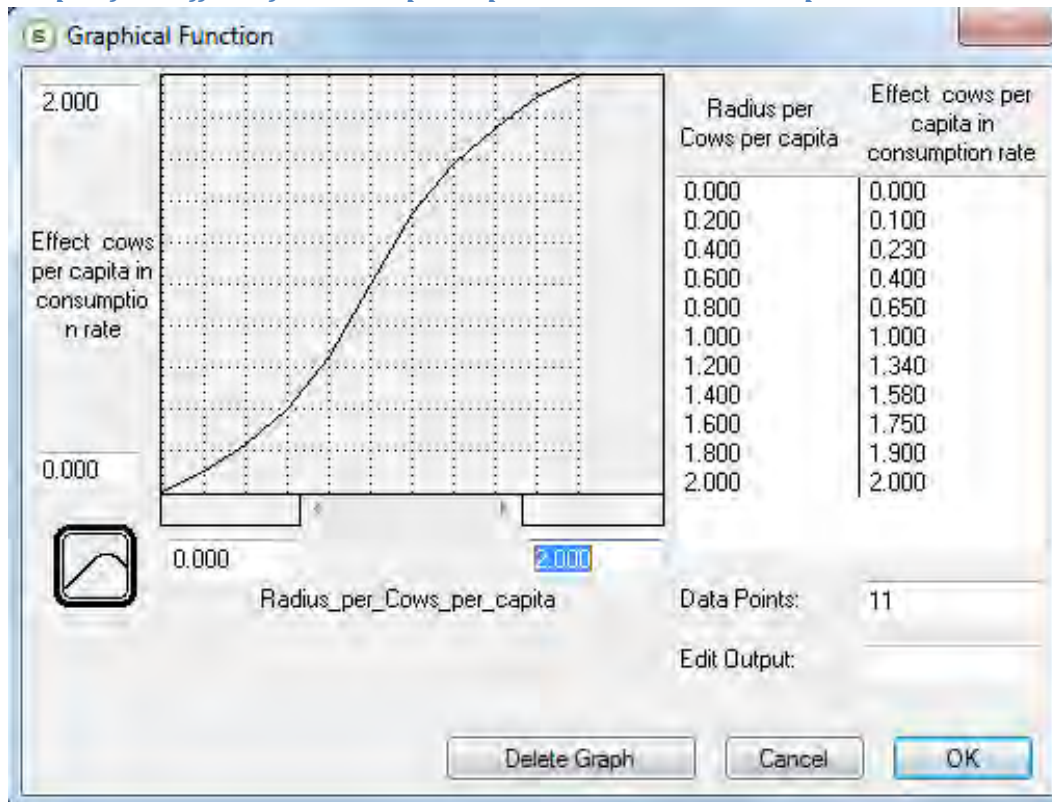 Graphical Function
2.000
Effect cows
per capita in
consumptio
n rate
0.000
0.000
2.000
Radius_per_Cows_per_capita
Radius per
Cows per capita
Effect cows per
capita in
consumption rate
0.000 0.000
0.200 0.100
0.400 0.230
0.600 0.400
0.800 0.650
1.000 1.000
1.200 1.340
1.400 1.580
1.600 1.750
1.800 1.900
2.000 2.000
Data Points: 11
Edit Output:
Delete Graph
Cancel
OK